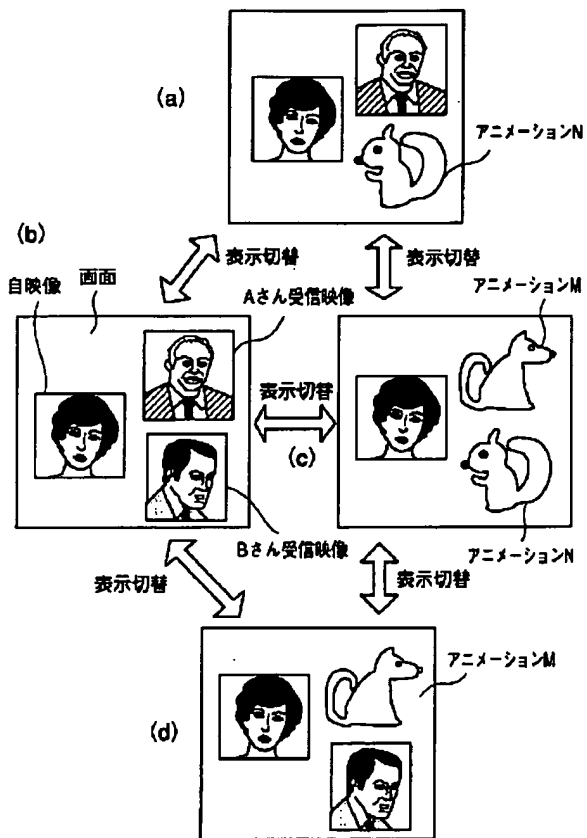 (a)
アニメーションN
(b)
表示切替
表示切替
自映像
画面
Aさん受信映像
アニメーションM
表示切替
(c)
Bさん受信映像
アニメーションN
表示切替
表示切替
アニメーションM
(d)